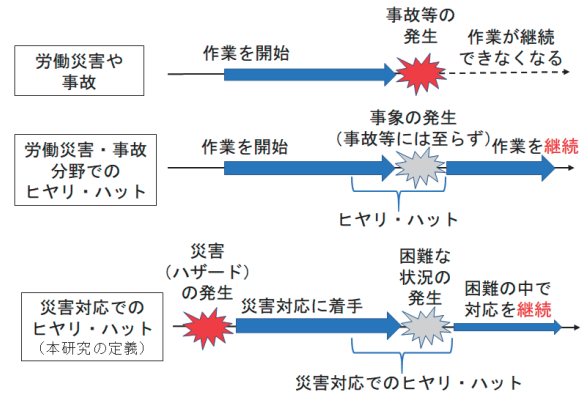 労働災害や
事故
作業を開始
事故等の
発生
作業が継続
できなくなる
労働災害・事故
分野での
ヒヤリ・ハット
作業を開始
事象の発生
（事故等には至らず）
作業を継続
ヒヤリ・ハット
災害対応での
ヒヤリ・ハット
（本研究の定義）
災害
（ハザード）
の発生
災害対応に着手
困難な
状況の
発生
困難の中で
対応を継続
災害対応でのヒヤリ・ハット